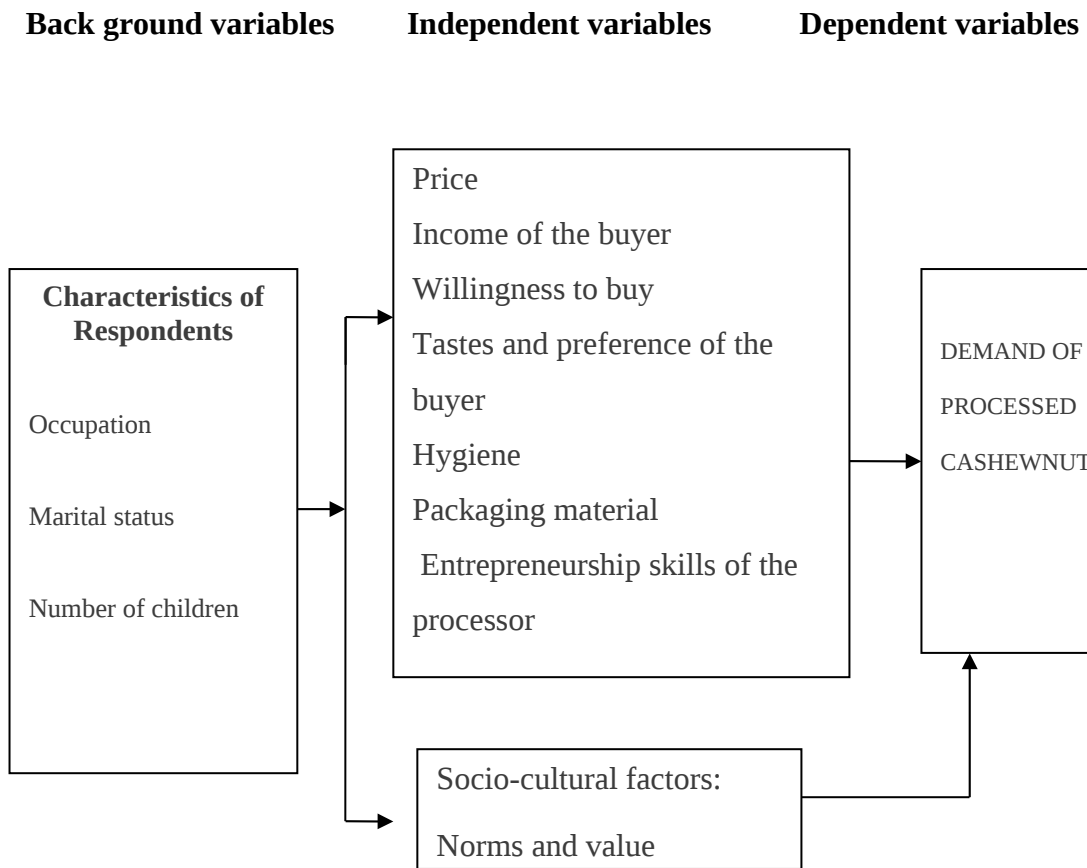 Back ground variables
Independent variables
Dependent variables
Characteristics of
Respondents
Occupation
Marital status
Number of children
Price
Income of the buyer
Willingness to buy
Tastes and preference of the
buyer
Hygiene
Packaging material
Entrepreneurship skills of the
processor
Socio-cultural factors:
Norms and value
DEMAND OF
PROCESSED
CASHEWNUT